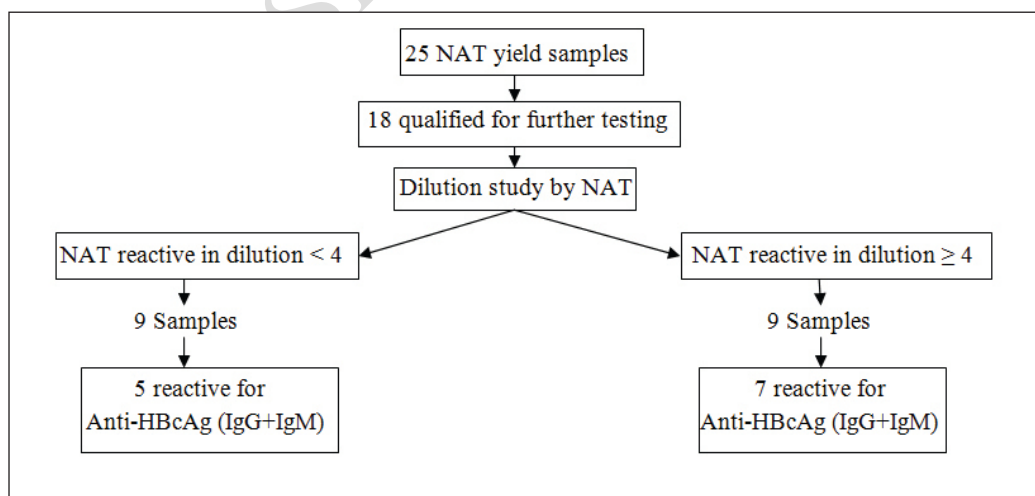 25 NAT yield samples
18 qualified for further testing
Dilution study by NAT
NAT reactive in dilution < 4
NAT reactive in dilution ≥ 4
9 Samples
9 Samples
5 reactive for
Anti-HBcAg (IgG+IgM)
7 reactive for
Anti-HBcAg (IgG+IgM)